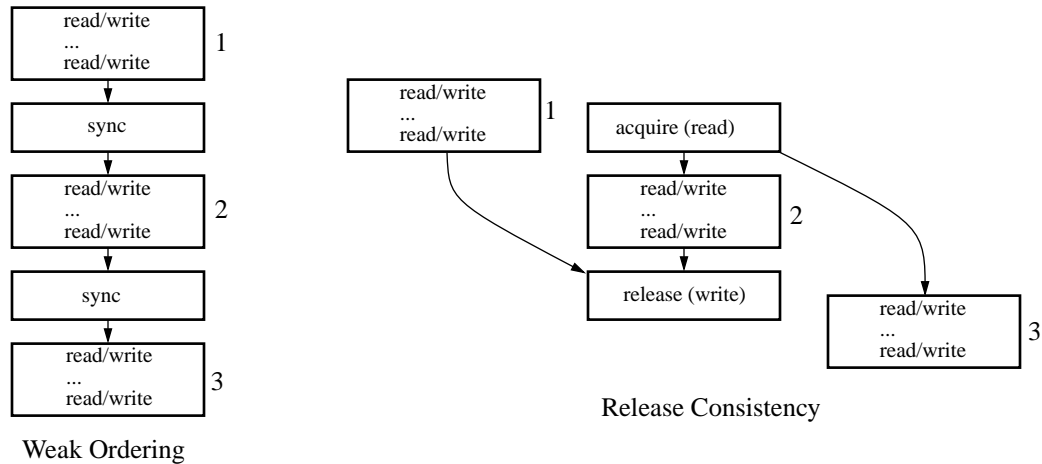 read/write
...
read/write
1
sync
read/write
...
read/write
2
sync
read/write
...
read/write
3
Weak Ordering
read/write
...
read/write
1
acquire (read)
read/write
...
read/write
2
release (write)
read/write
...
read/write
3
Release Consistency